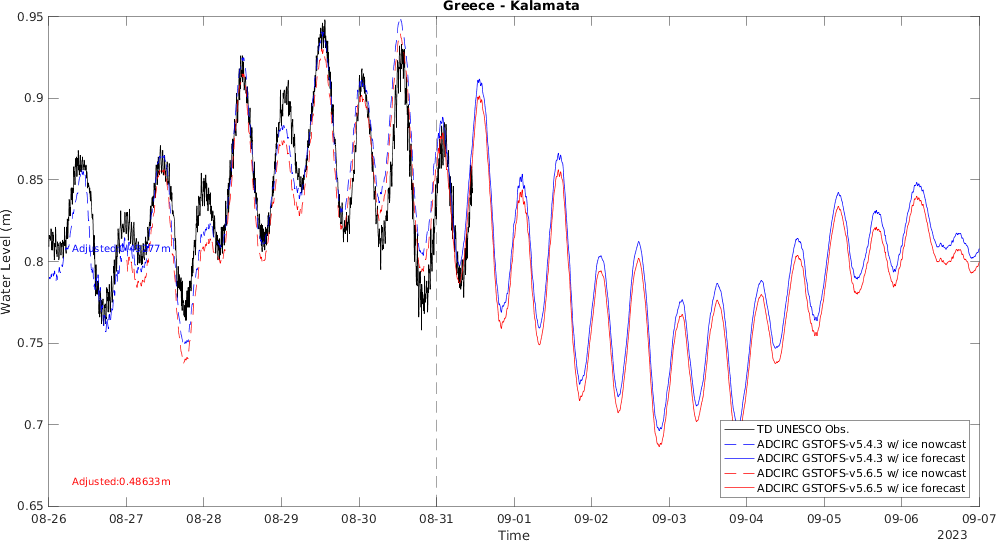 Greece - Kalamata
0.95
0.9
0.85
0.8
0.75
0.7
0.65
Water Level (m)
Adjusted:
77m
Adjusted:0.48633m
TD UNESCO Obs.
ADCIRC GSTOFS-v5.4.3 w/ ice nowcast
ADCIRC GSTOFS-v5.4.3 w/ ice forecast
ADCIRC GSTOFS-v5.6.5 w/ ice nowcast
ADCIRC GSTOFS-v5.6.5 w/ ice forecast
08-26 08-27 08-28 08-29 08-30 08-31 09-01 09-02 09-03 09-04 09-05 09-06 09-07
Time
2023